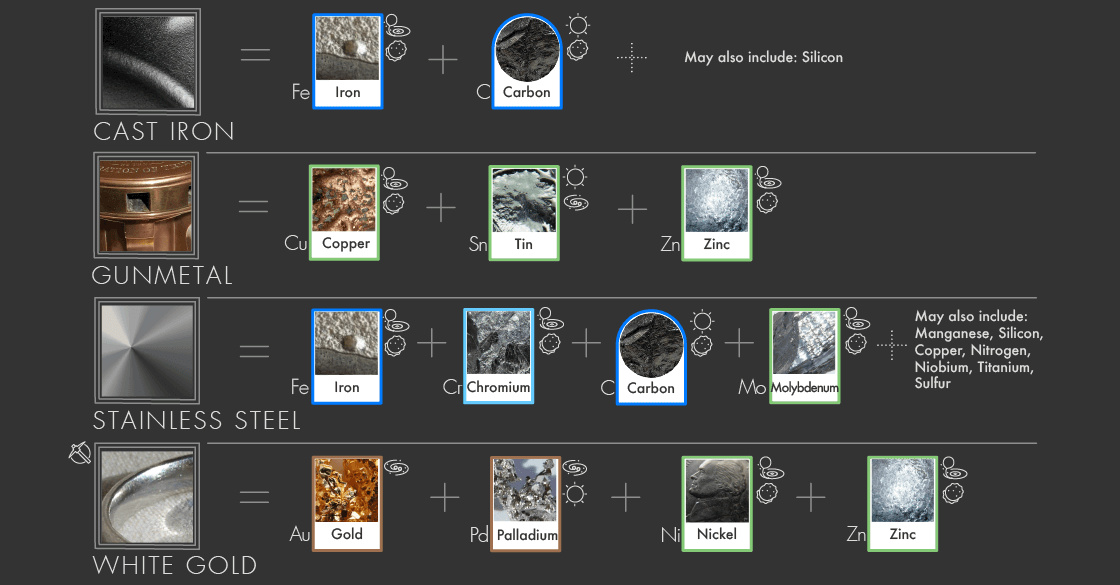 Fe
Iron
C
Carbon
May also include: Silicon
CAST IRON
Cu
Copper
Sn
Tin
Zn
Zinc
GUNMETAL
Fe
Iron
Cr
Chromium
C
Carbon
Mo
Molybdenum
May also include:
Manganese, Silicon,
Copper, Nitrogen,
Niobium, Titanium,
Sulfur
STAINLESS STEEL
Au
Gold
Pd
Palladium
Ni
Nickel
Zn
Zinc
WHITE GOLD